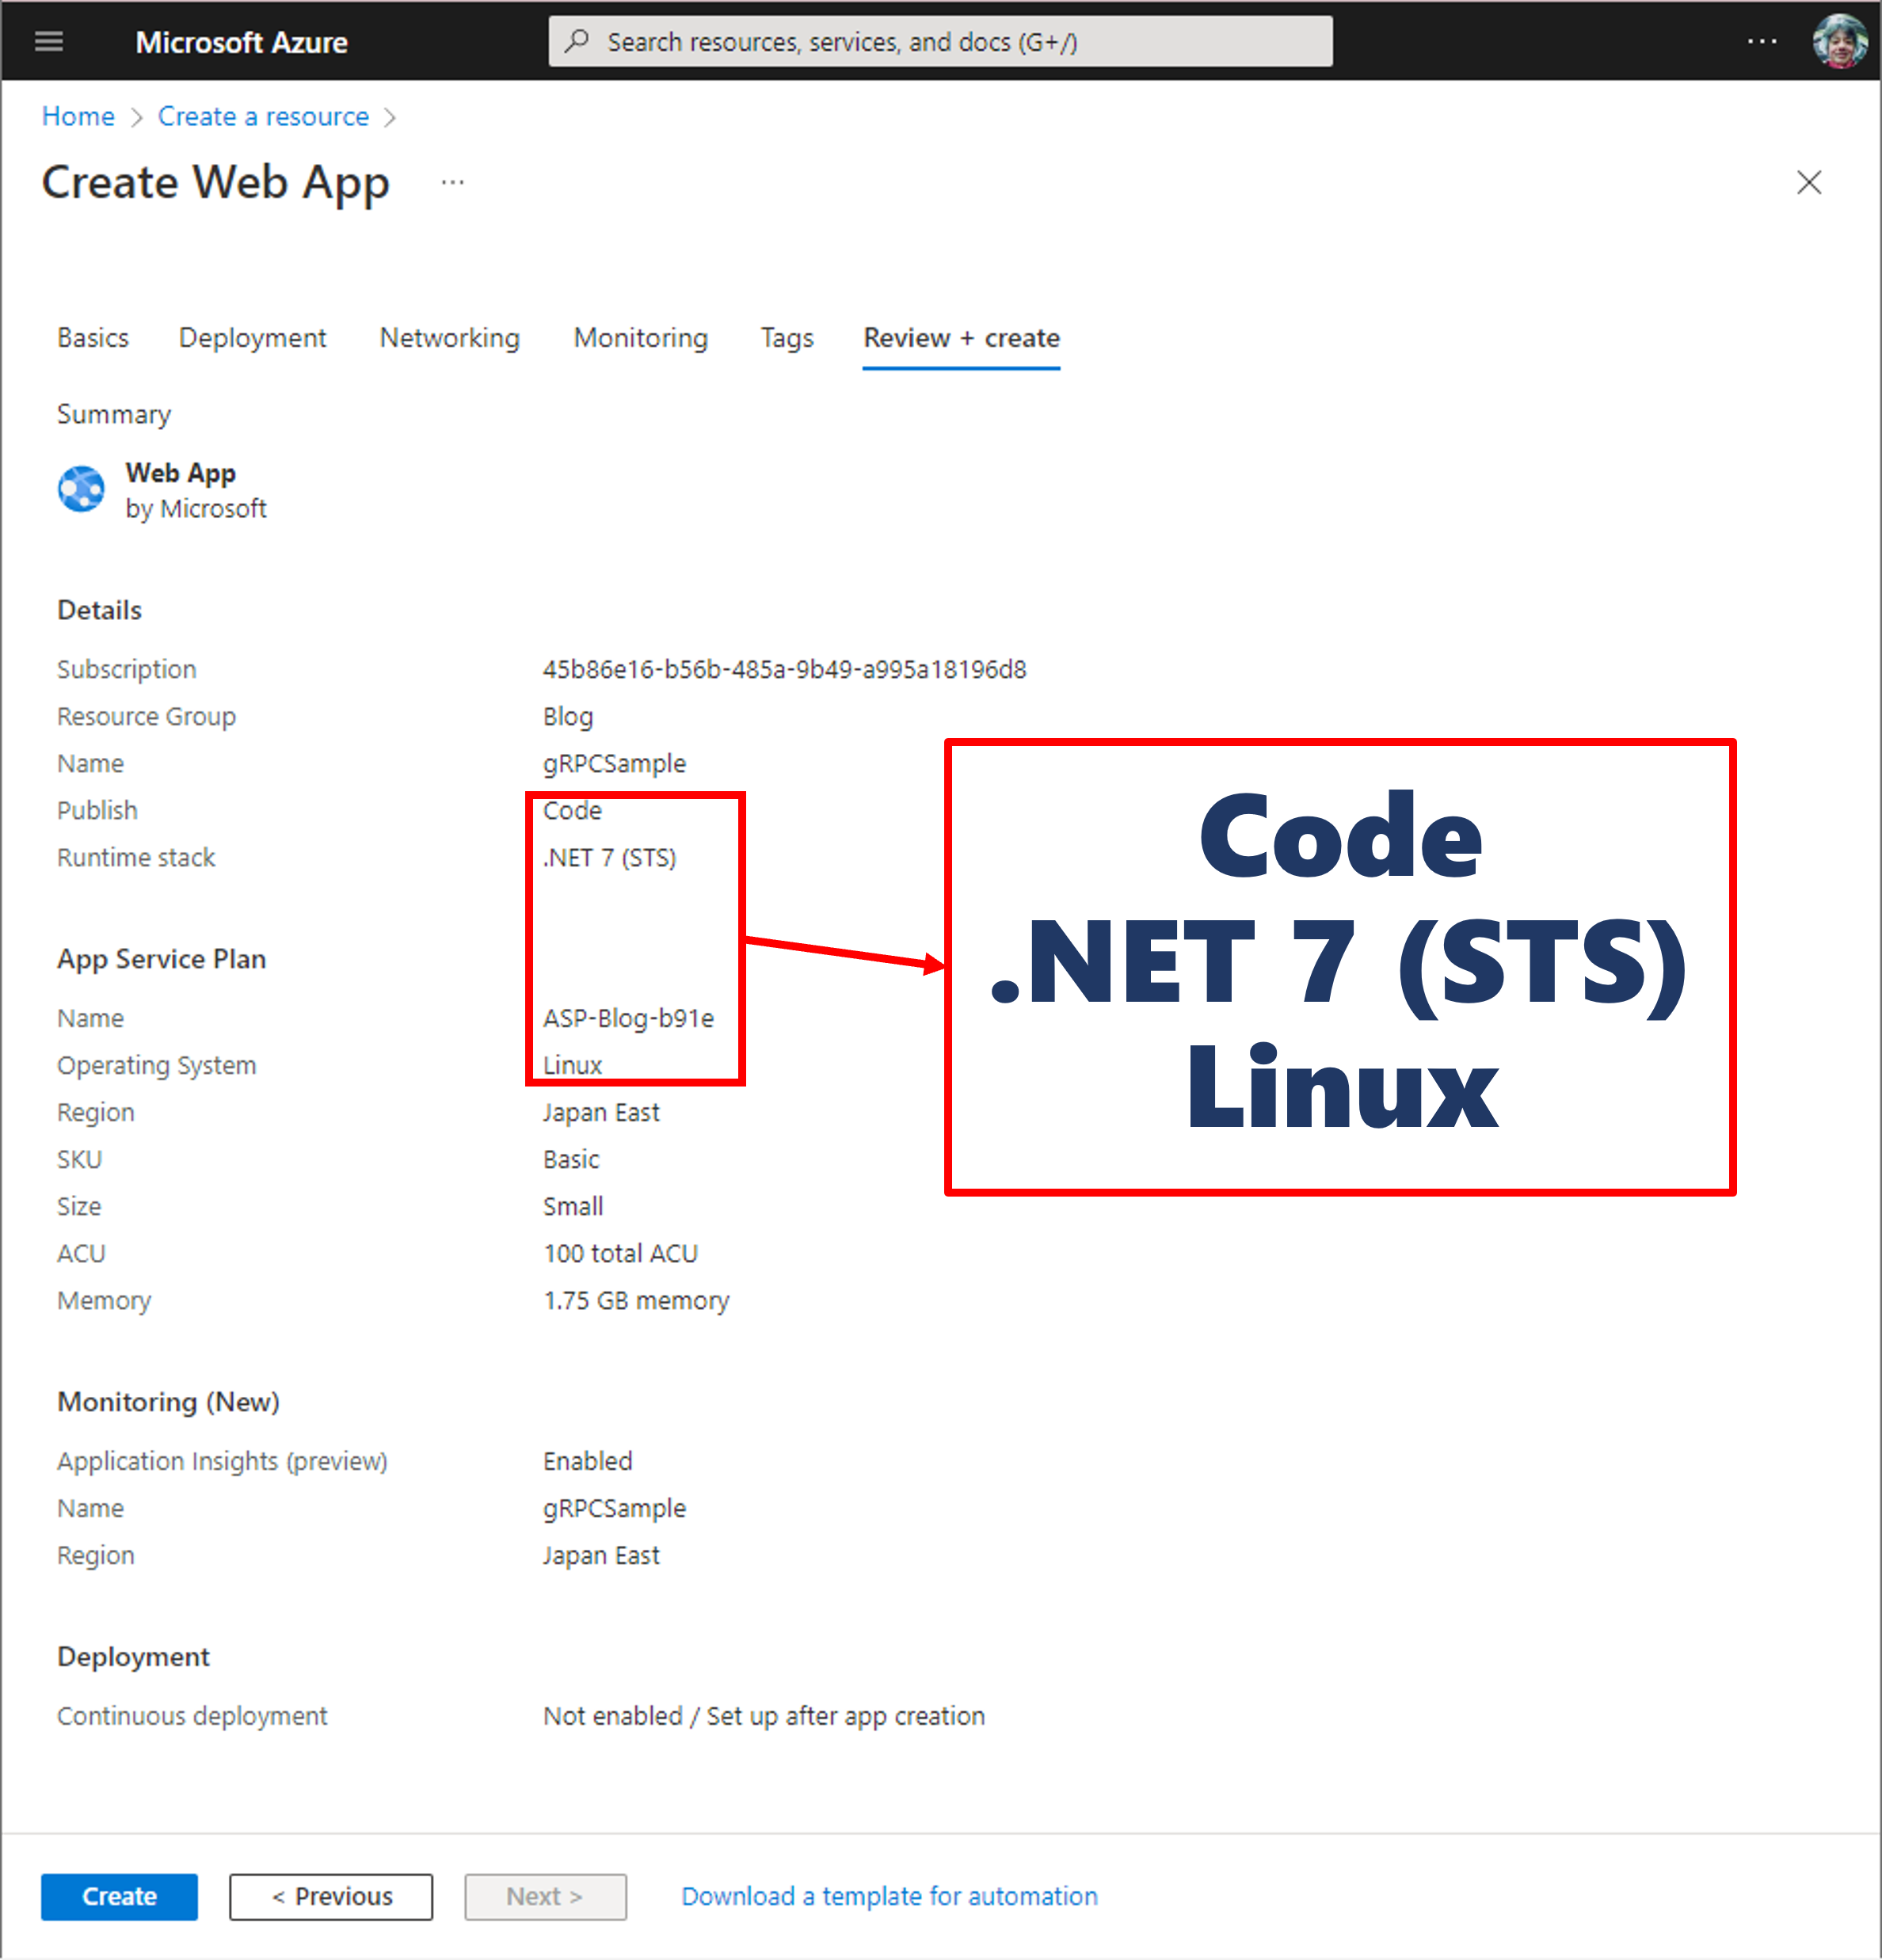 Microsoft Azure
Search resources, services, and docs (G+/)
...
Home > Create a resource >
Create Web App ...
Basics Deployment Networking Monitoring Tags Review + create
Summary
Web App
by Microsoft
Details
Subscription 45b86e16-b56b-485a-9b49-a995a18196d8
Resource Group Blog
Name gRPCSample
Publish Code
Runtime stack .NET 7 (STS)
App Service Plan
Name ASP-Blog-b91e
Operating System Linux
Region Japan East
SKU Basic
Size Small
ACU 100 total ACU
Memory 1.75 GB memory
Code
.NET 7 (STS)
Linux
Monitoring (New)
Application Insights (preview) Enabled
Name gRPCSample
Region Japan East
Deployment
Continuous deployment Not enabled / Set up after app creation
Create < Previous Next > Download a template for automation